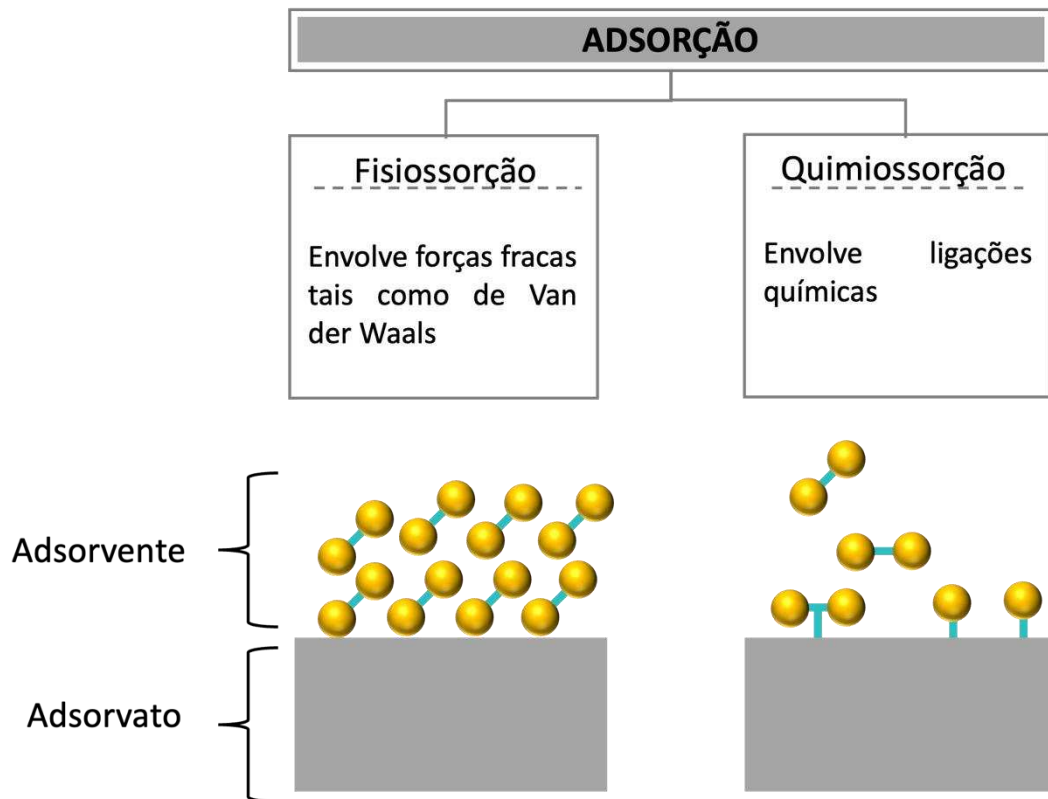 ADSORÇÃO
Fisiossorção
Envolve forças fracas
tais como de Van
der Waals
Quimiossorção
Envolve ligações
químicas
Adsorvente
Adsorvato